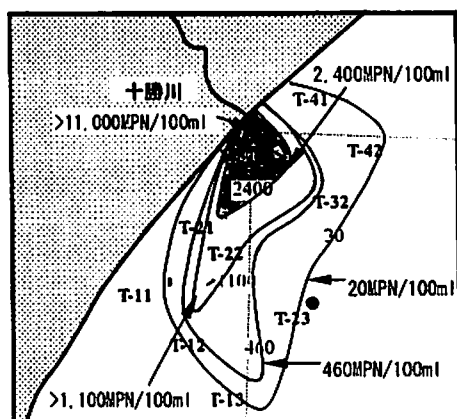 2,400MPN/100ml
十勝川
T-41
>11,000MPN/100ml
T-42
2400
T-32
T-21
T-22
30
T-11
20MPN/100ml
T-23
T-12
460MPN/100ml
>1,100MPN/100ml
T-13